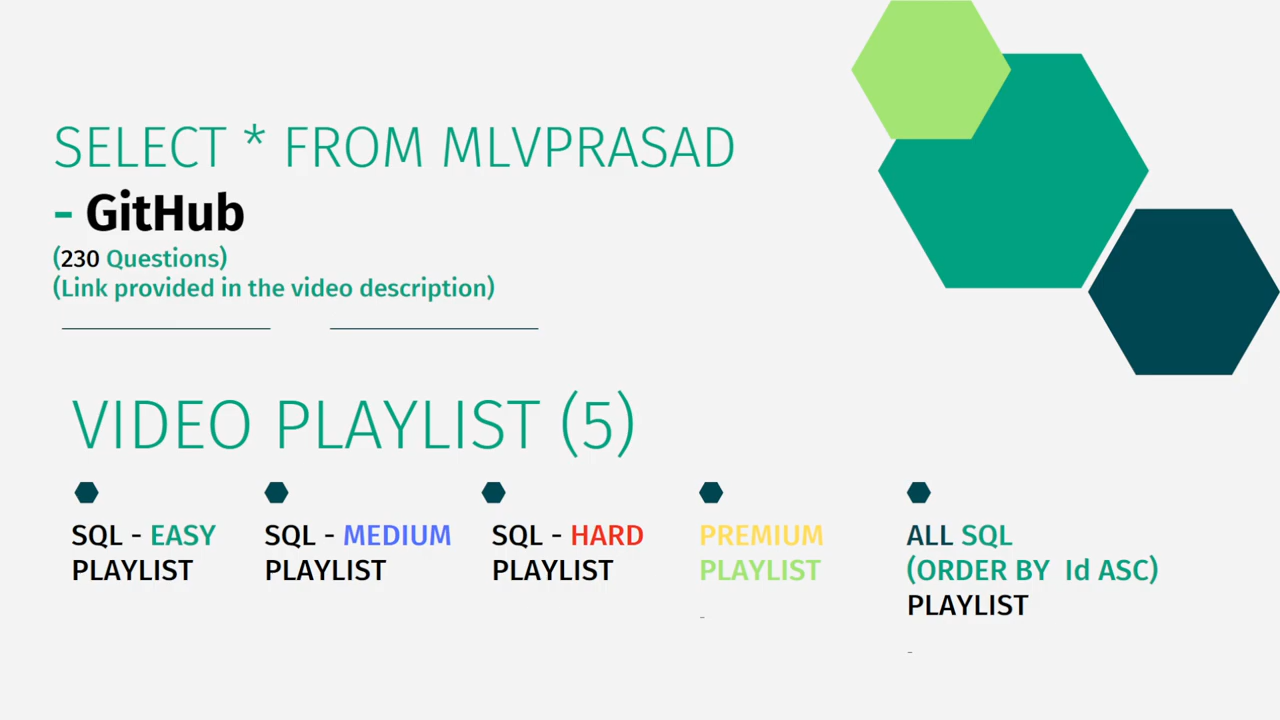 SELECT * FROM MLVPRASAD
- GitHub
(230 Questions)
(Link provided in the video description)
VIDEO PLAYLIST (5)
SQL - EASY
PLAYLIST
SQL - MEDIUM
PLAYLIST
SQL - HARD
PLAYLIST
PREMIUM
PLAYLIST
-
ALL SQL
(ORDER BY Id ASC)
PLAYLIST
-